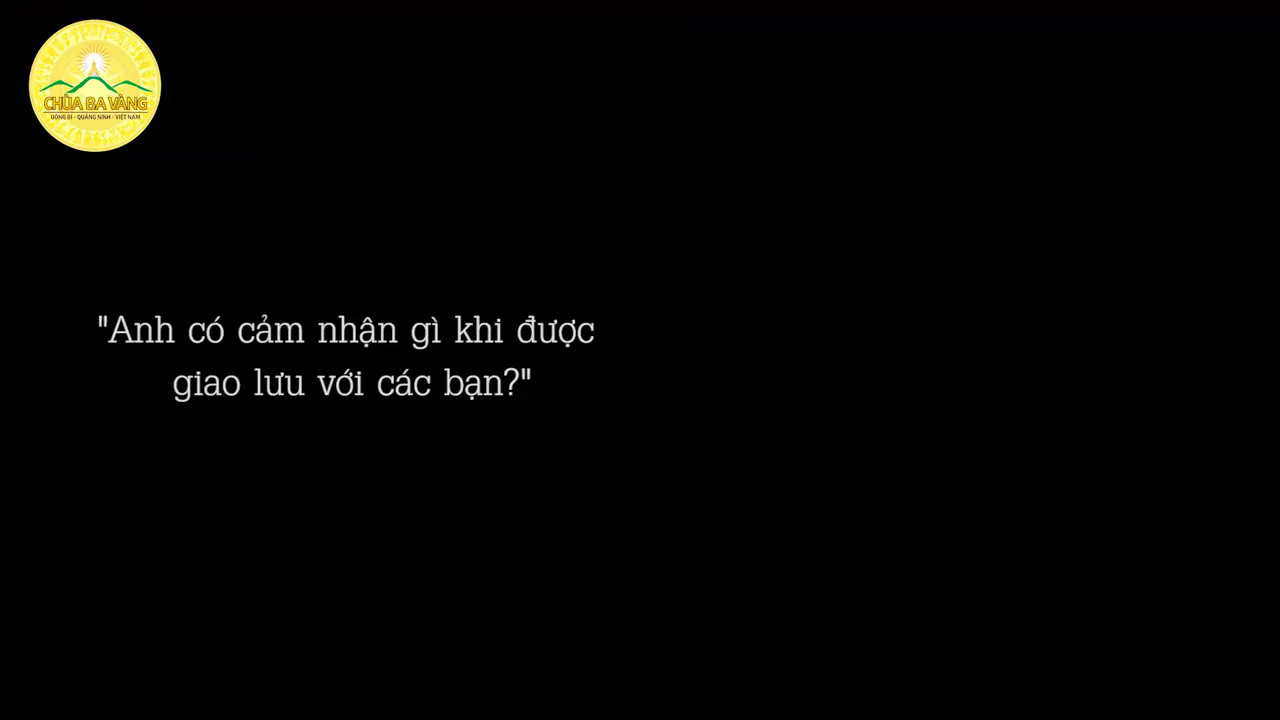 CHÙA BA VÀNG
UÔNG BÍ - QUẢNG NINH - VIỆT NAM
"Anh có cảm nhận gì khi được
giao lưu với các bạn?"